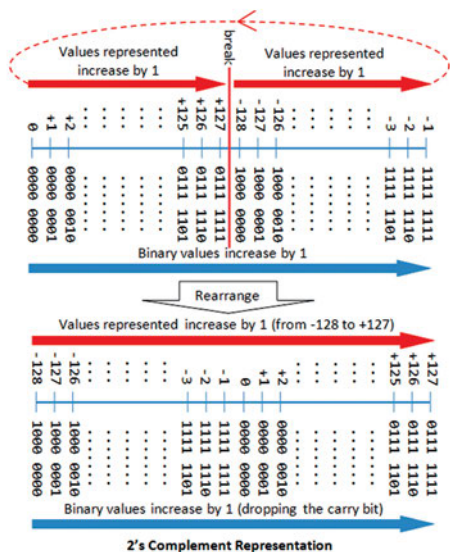 Values represented
increase by 1
break
Values represented
increase by 1
0 +1 +2 ..... +125 +126 +127 -128 -127 -126 ..... -3 -2 -1
0000 0000
0000 0001
0000 0010
0111 1101
0111 1110
0111 1111
1000 0000
1000 0001
1000 0010
1111 1101
1111 1110
1111 1111
Binary values increase by 1
Rearrange
Values represented increase by 1 (from -128 to +127)
-128 -127 -126 ..... -3 -2 -1 0 +1 +2 ..... +125 +126 +127
1000 0000
1000 0001
1000 0010
1111 1101
1111 1110
1111 1111
0000 0000
0000 0001
0000 0010
0111 1101
0111 1110
0111 1111
Binary values increase by 1 (dropping the carry bit)
2's Complement Representation